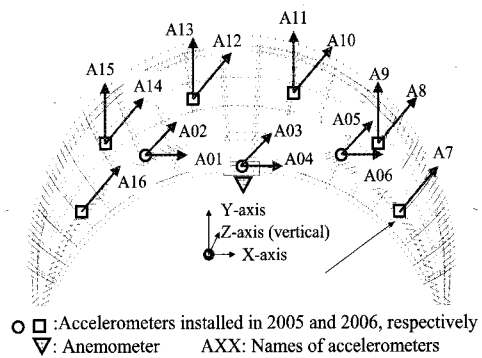 A11
A13
A12
A10
A15
A14
A9
A8
A02
A03
A05
A01
A04
A06
A7
A16
Y-axis
Z-axis (vertical)
X-axis
:Accelerometers installed in 2005 and 2006, respectively
: Anemometer AXX: Names of accelerometers